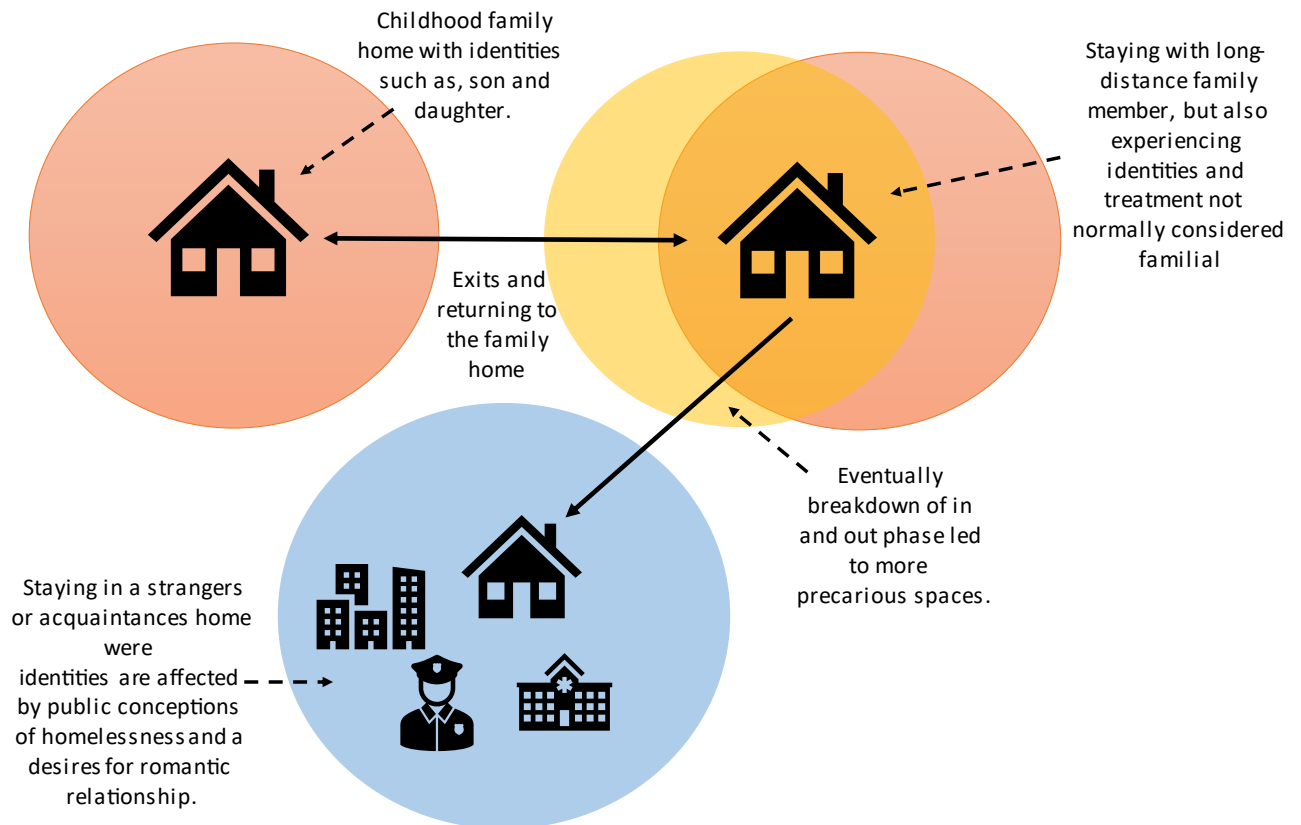 Childhood family
home with identities
such as, son and
daughter.
Staying with long-
distance family
member, but also
experiencing
identities and
treatment not
normally considered
familial
Exits and
returning to
the family
home
Eventually
breakdown of in
and out phase led
to more
precarious spaces.
Staying in a strangers
or acquaintances home
were
identities are affected
by public conceptions
of homelessness and a
desires for romantic
relationship.